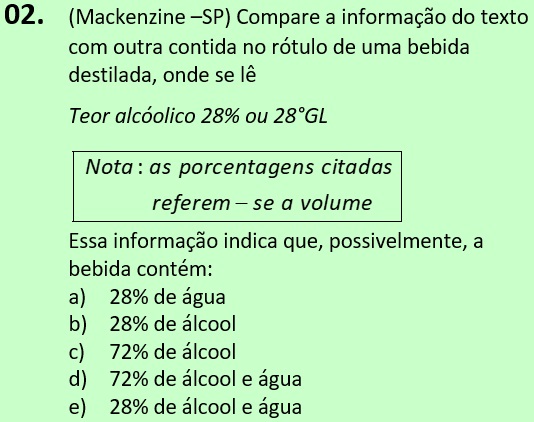 02. (Mackenzine –SP) Compare a informação do texto
com outra contida no rótulo de uma bebida
destilada, onde se lê
Teor alcóolico 28% ou 28°GL
Nota : as porcentagens citadas
referem – se a volume
Essa informação indica que, possivelmente, a
bebida contém:
a) 28% de água
b) 28% de álcool
c) 72% de álcool
d) 72% de álcool e água
e) 28% de álcool e água